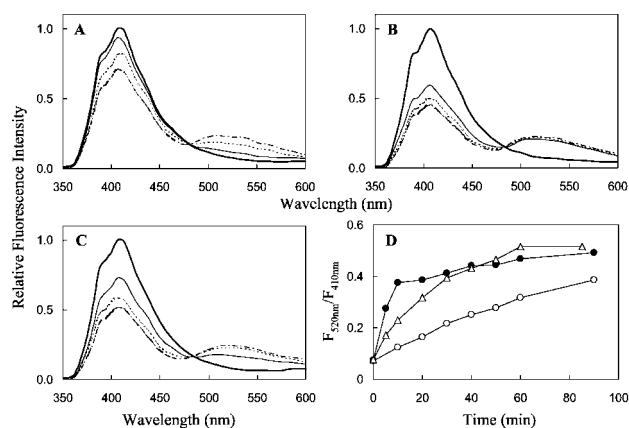 A
B
1.0
0.5
0.0
350 400 450 500 550 600
1.0
0.5
0.0
350 400 450 500 550 600
Wavelength (nm)
Relative Fluorescence Intensity
C
D
1.0
0.5
0.0
350 400 450 500 550 600
Wavelength (nm)
F520nm/F410nm
0.6
0.4
0.2
0
0 20 40 60 80 100
Time (min)